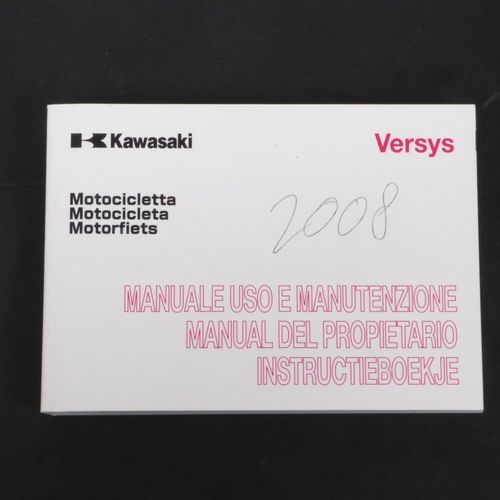 Kawasaki
Versys
Motocicletta
Motocicleta
Motorfiets
2008
MANUALE USO E MANUTENZIONE
MANUAL DEL PROPIETARIO
INSTRUCTIEBOEKJE